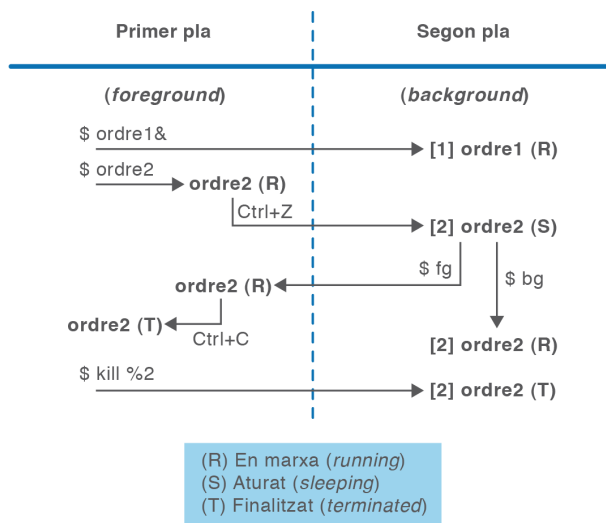 Primer pla
Segon pla
(foreground)
(background)
$ ordre1&
[1] ordre1 (R)
$ ordre2
ordre2 (R)
Ctrl+Z
[2] ordre2 (S)
$ fg
$ bg
ordre2 (R)
ordre2 (T)
Ctrl+C
[2] ordre2 (R)
$ kill %2
[2] ordre2 (T)
(R) En marxa (running)
(S) Aturat (sleeping)
(T) Finalitzat (terminated)